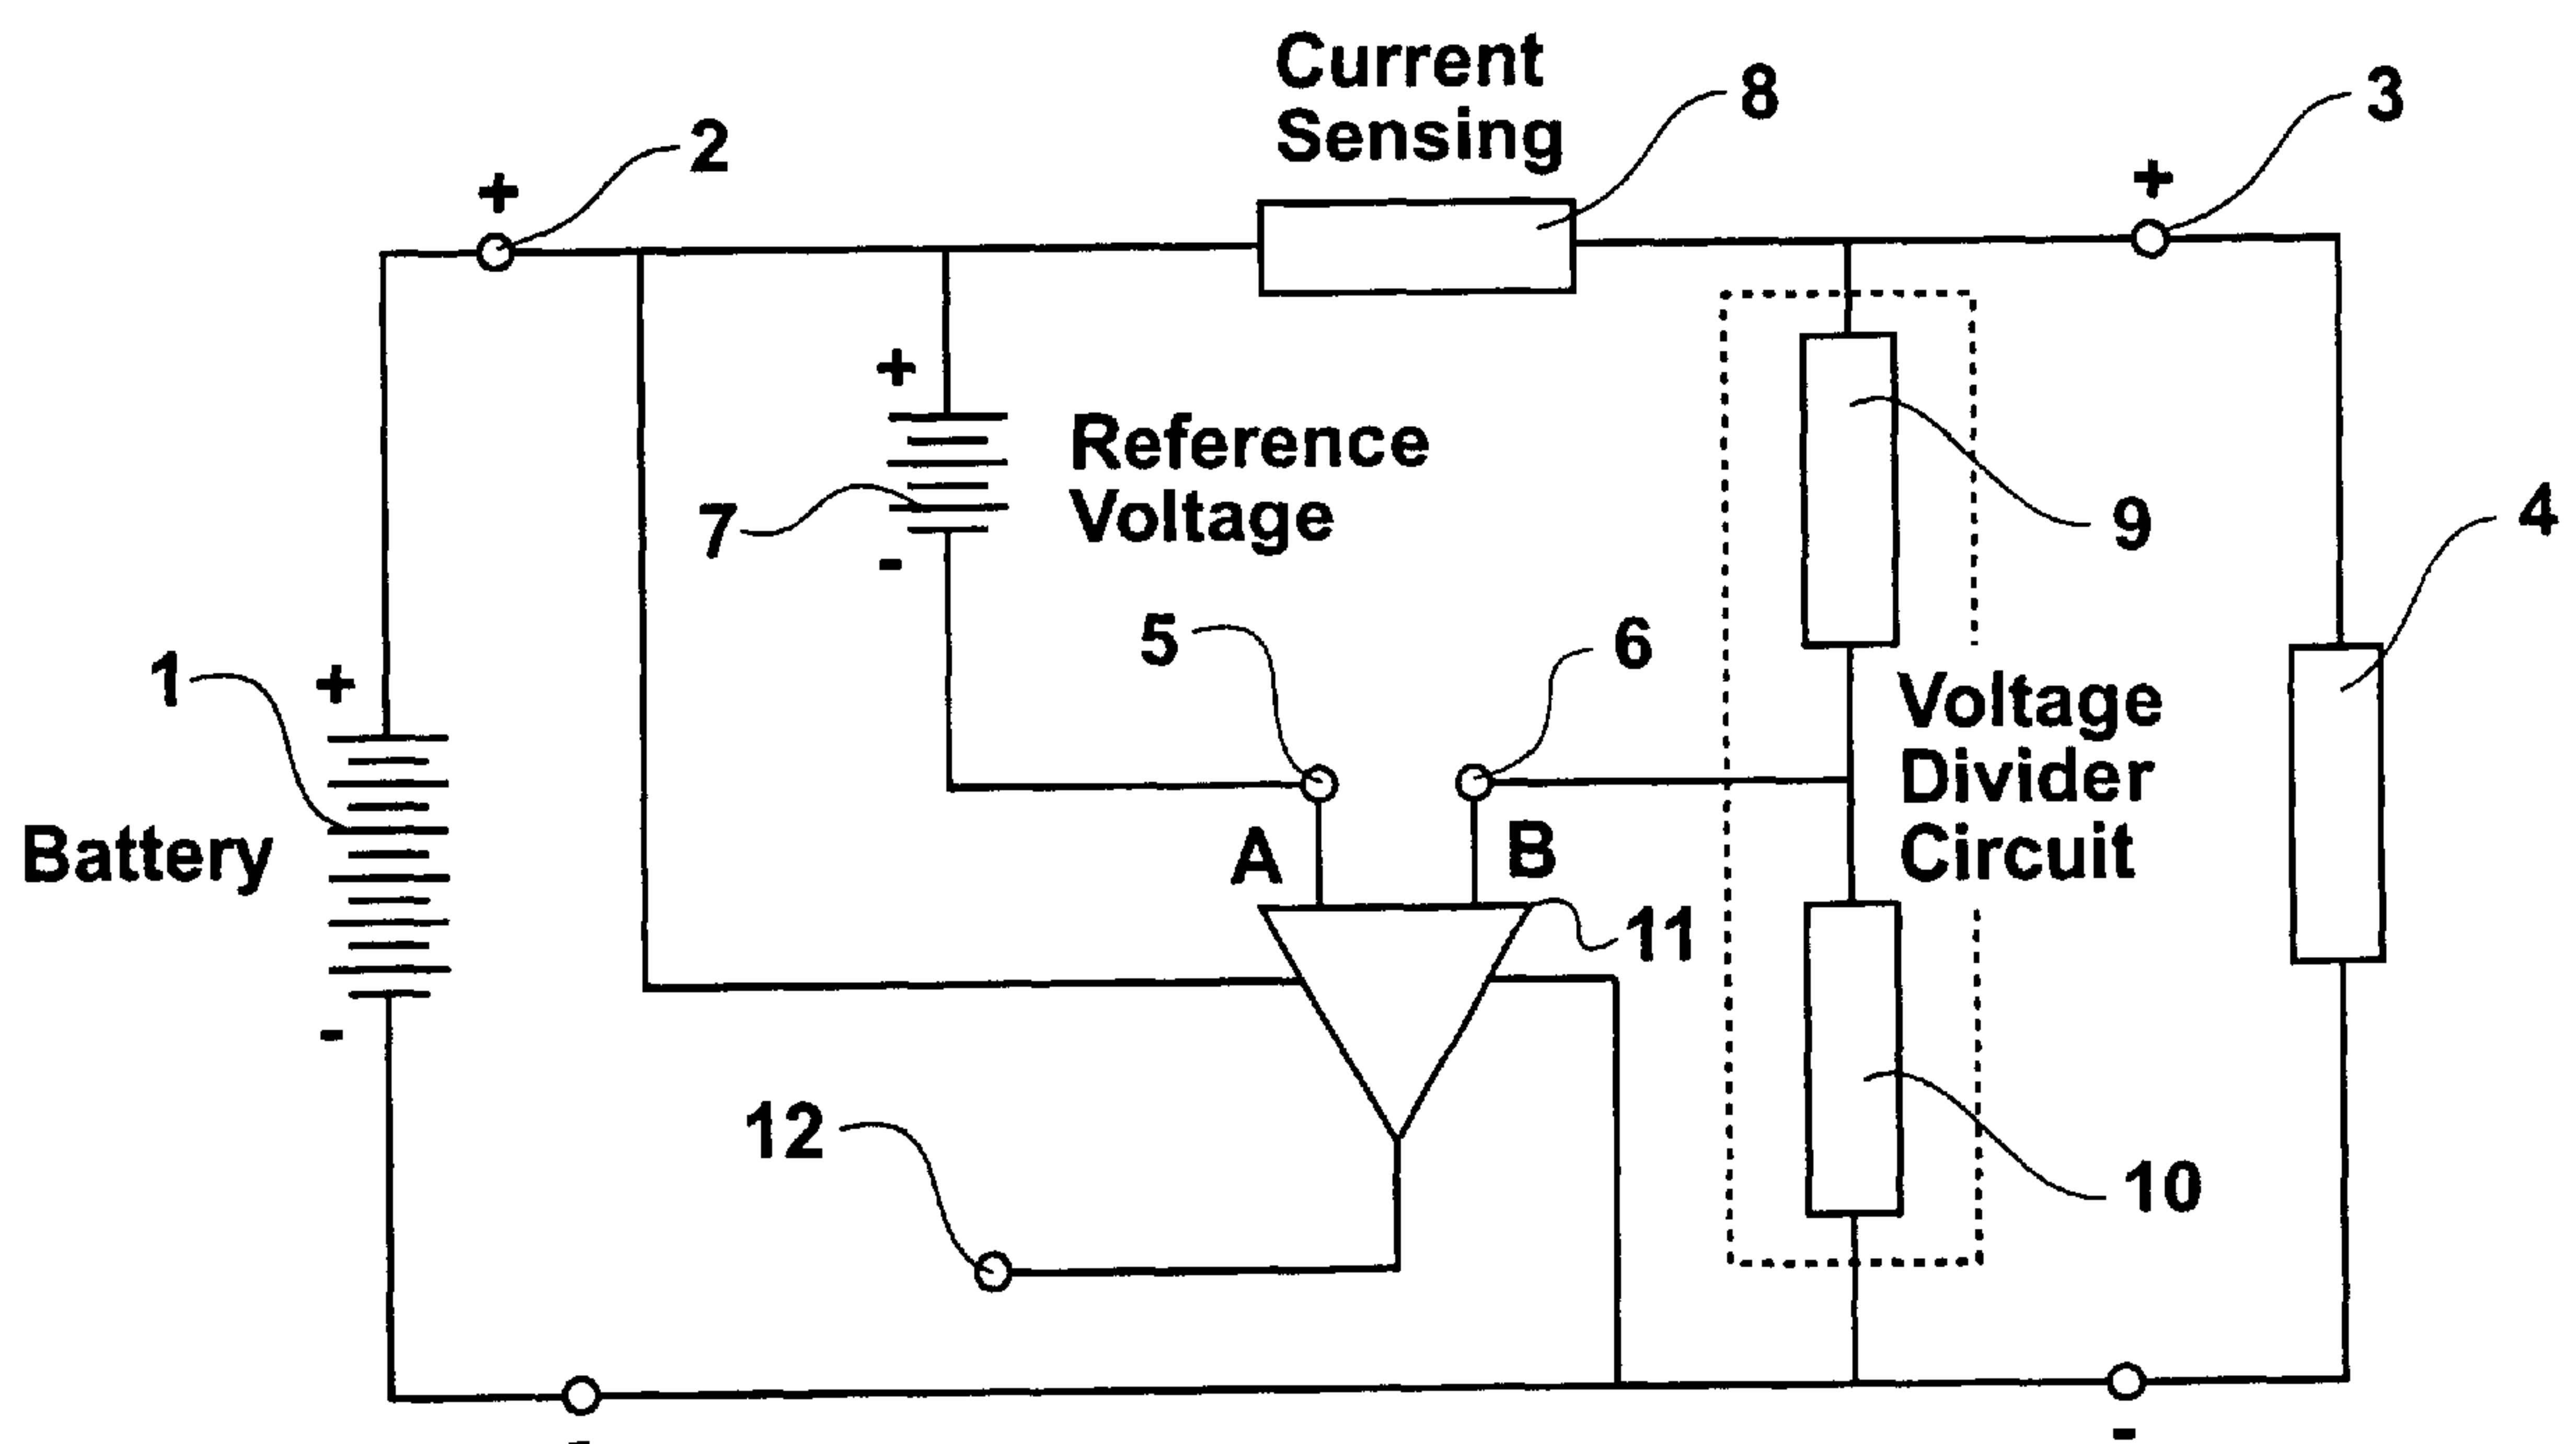 Current
Sensing
8
3
2
+
+
+
Reference
Voltage
7
-
9
4
5
6
1
+
Voltage
Divider
Circuit
Battery
A
B
11
-
12
10
-